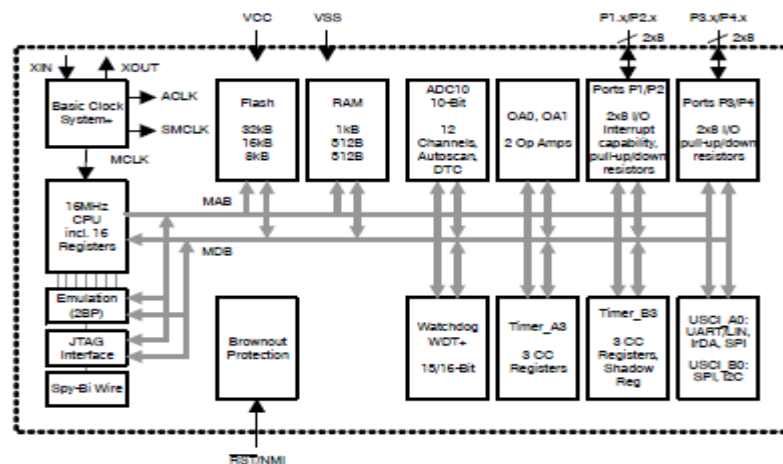 VCC
VSS
P1.x/P2.x
2x8
P3.x/P4.x
2x8
XIN
XOUT
Basic Clock
System+
ACLK
SMCLK
MCLK
Flash
32kB
16kB
8kB
RAM
1kB
512B
512B
ADC10
10-Bit
12
Channels,
Autoscan,
DTC
OA0, OA1
2 Op Amps
Ports P1/P2
2x8 I/O
Interrupt
capability,
pull-up/down
resistors
Ports P3/P4
2x8 I/O
pull-up/down
resistors
16MHz
CPU
incl. 16
Registers
MAB
MDB
Emulation
(2BP)
JTAG
Interface
Spy-Bi Wire
Brownout
Protection
Watchdog
WDT+
15/16-Bit
Timer_A3
3 CC
Registers
Timer_B3
3 CC
Registers,
Shadow
Reg
USCI_A0:
UART/LIN,
IrDA, SPI
USCI_B0:
SPI, I2C
RST/NMI